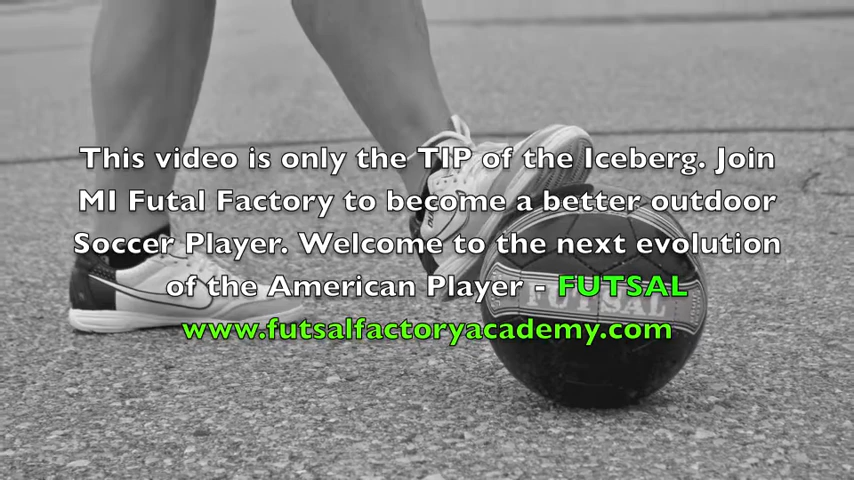 This video is only the TIP of the Iceberg. Join
MI Futal Factory to become a better outdoor
Soccer Player. Welcome to the next evolution
of the American Player - FUTSAL
www.futsalfactoryacademy.com
FUTSAL